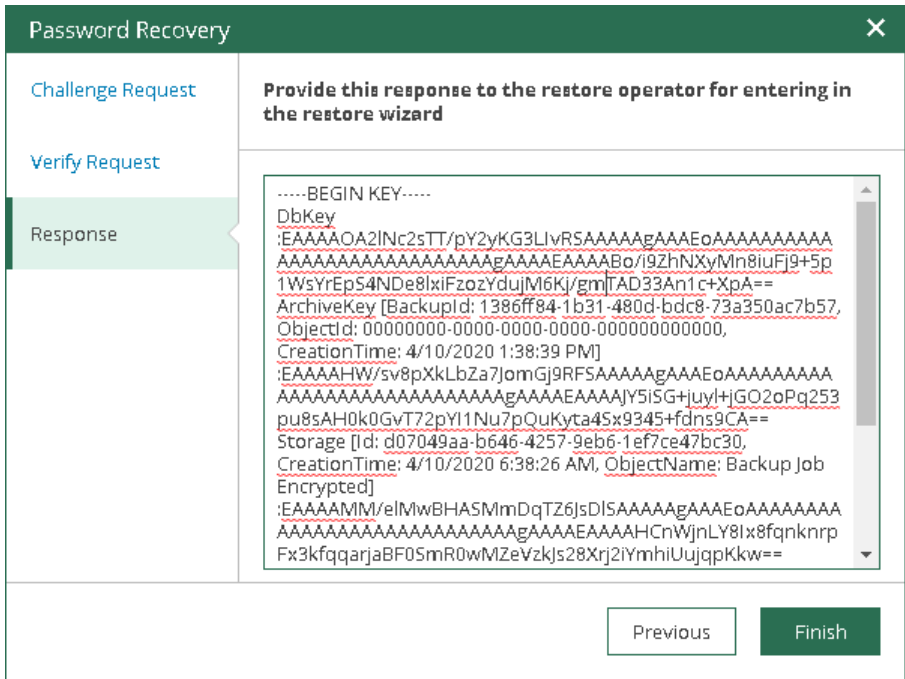 Password Recovery
Challenge Request
Verify Request
Response
Provide this response to the restore operator for entering in
the restore wizard
-----BEGIN KEY-----
DbKey
:EAAAAOA2lNc2sTT/pY2yKG3LIvRSAAAAAgAAAEoAAAAAAAAAA
AAAAAAAAAAAAAAAAAAAgAAAAEAAAABo/i9ZhNXyMn8iuFj9+5p
1WsYrEpS4NDe8lxiFzozYdujM6Kj/gmTAD33An1c+XpA==
ArchiveKey [BackupId: 1386ff84-1b31-480d-bdc8-73a350ac7b57,
ObjectId: 00000000-0000-0000-0000-000000000000,
CreationTime: 4/10/2020 1:38:39 PM]
:EAAAAHW/sv8pXkLbZa7JomGj9RFSAAAAAgAAAEoAAAAAAAAA
AAAAAAAAAAAAAAAAAAAAgAAAAEAAAAJY5iSG+juyl+jGO2oPq253
pu8sAH0k0GvT72pYl1Nu7pQuKyta4Sx9345+fdns9CA==
Storage [Id: d07049aa-b646-4257-9eb6-1ef7ce47bc30,
CreationTime: 4/10/2020 6:38:26 AM, ObjectName: Backup Job
Encrypted]
:EAAAAMM/elMwBHASMmDqTZ6JsDlSAAAAAgAAAEoAAAAAAAA
AAAAAAAAAAAAAAAAAAAAAgAAAAEAAAAHCnWjnLY8Ix8fqnknrp
Fx3kfqqarjaBF0SmR0wMZeVzkJs28Xrj2iYmhiUujqpKkw==
Previous
Finish